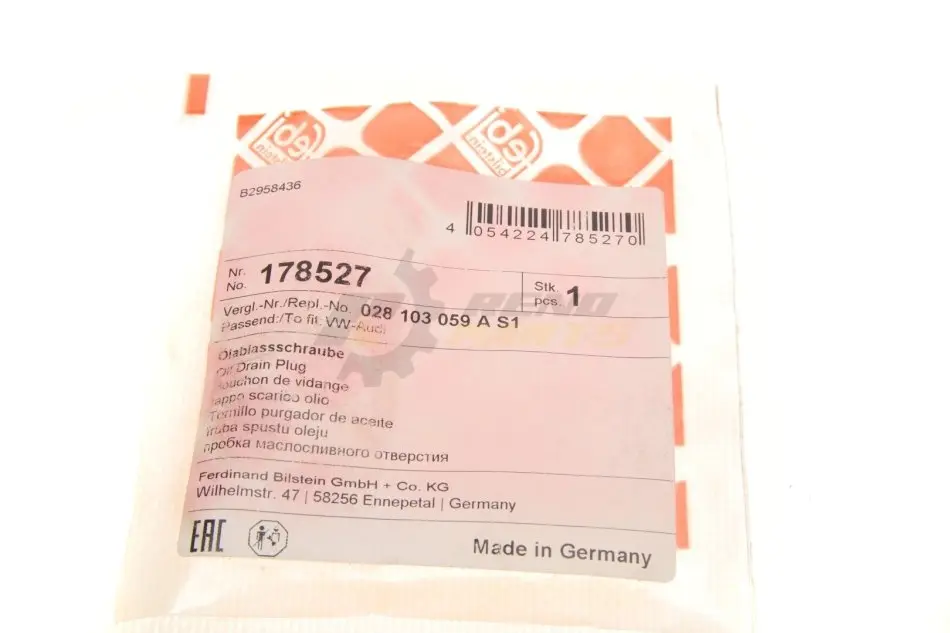 febi
bilstein
febi
bilstein
B2958436
4 054224 785270
Nr.
No. 178527
Stk.
pcs. 1
Vergl.-Nr./Repl.-No. 028 103 059 A S1
Passend:/To fit: VW-Audi
Ölablassschraube
Oil Drain Plug
Bouchon de vidange
Tappo scarico olio
Tornillo purgador de aceite
śruba spustu oleju
пробка маслосливного отверстия
Ferdinand Bilstein GmbH + Co. KG
Wilhelmstr. 47 | 58256 Ennepetal | Germany
EAC
Made in Germany